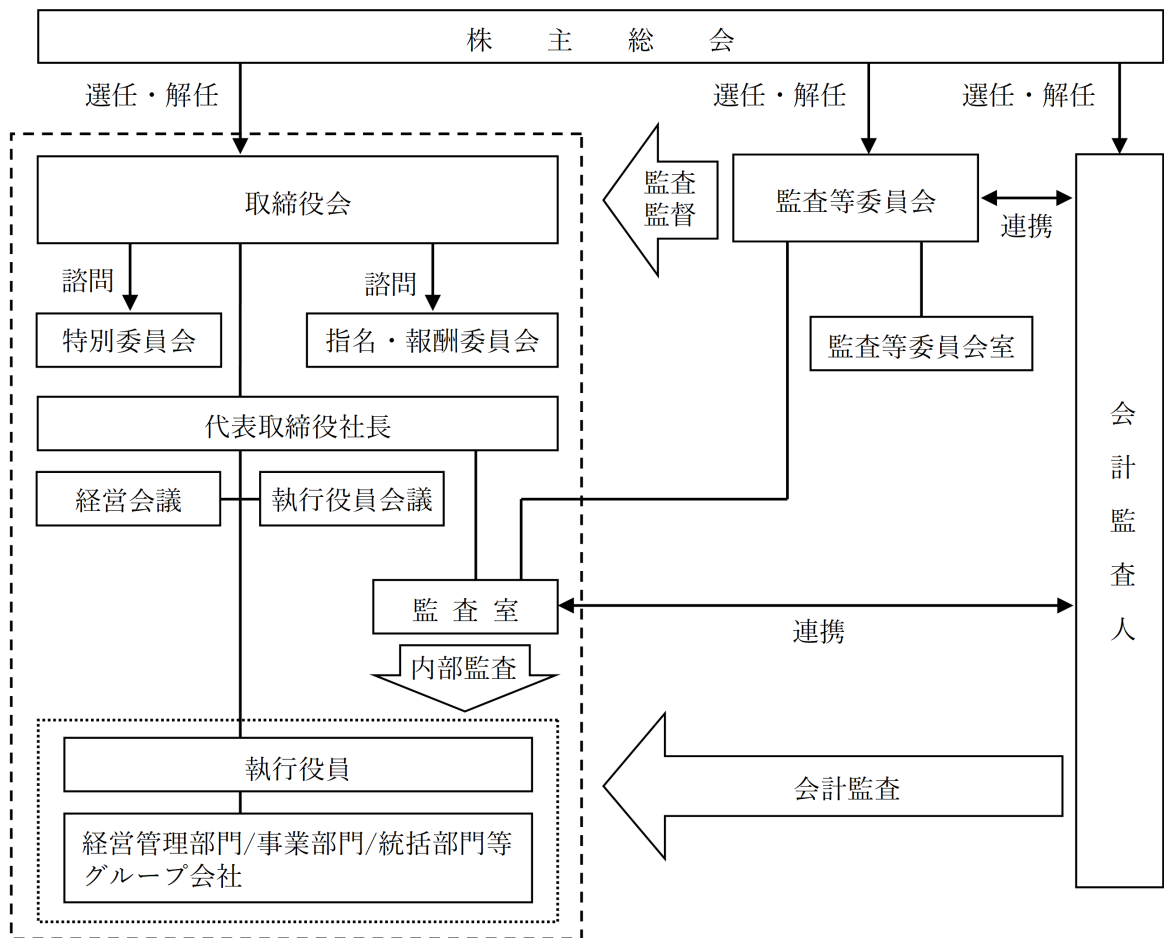 株主総会
選任・解任
選任・解任
選任・解任
取締役会
監査
監督
監査等委員会
連携
諮問
諮問
特別委員会
指名・報酬委員会
監査等委員会室
代表取締役社長
経営会議
執行役員会議
監査室
連携
内部監査
会計監査人
執行役員
会計監査
経営管理部門/事業部門/統括部門等
グループ会社